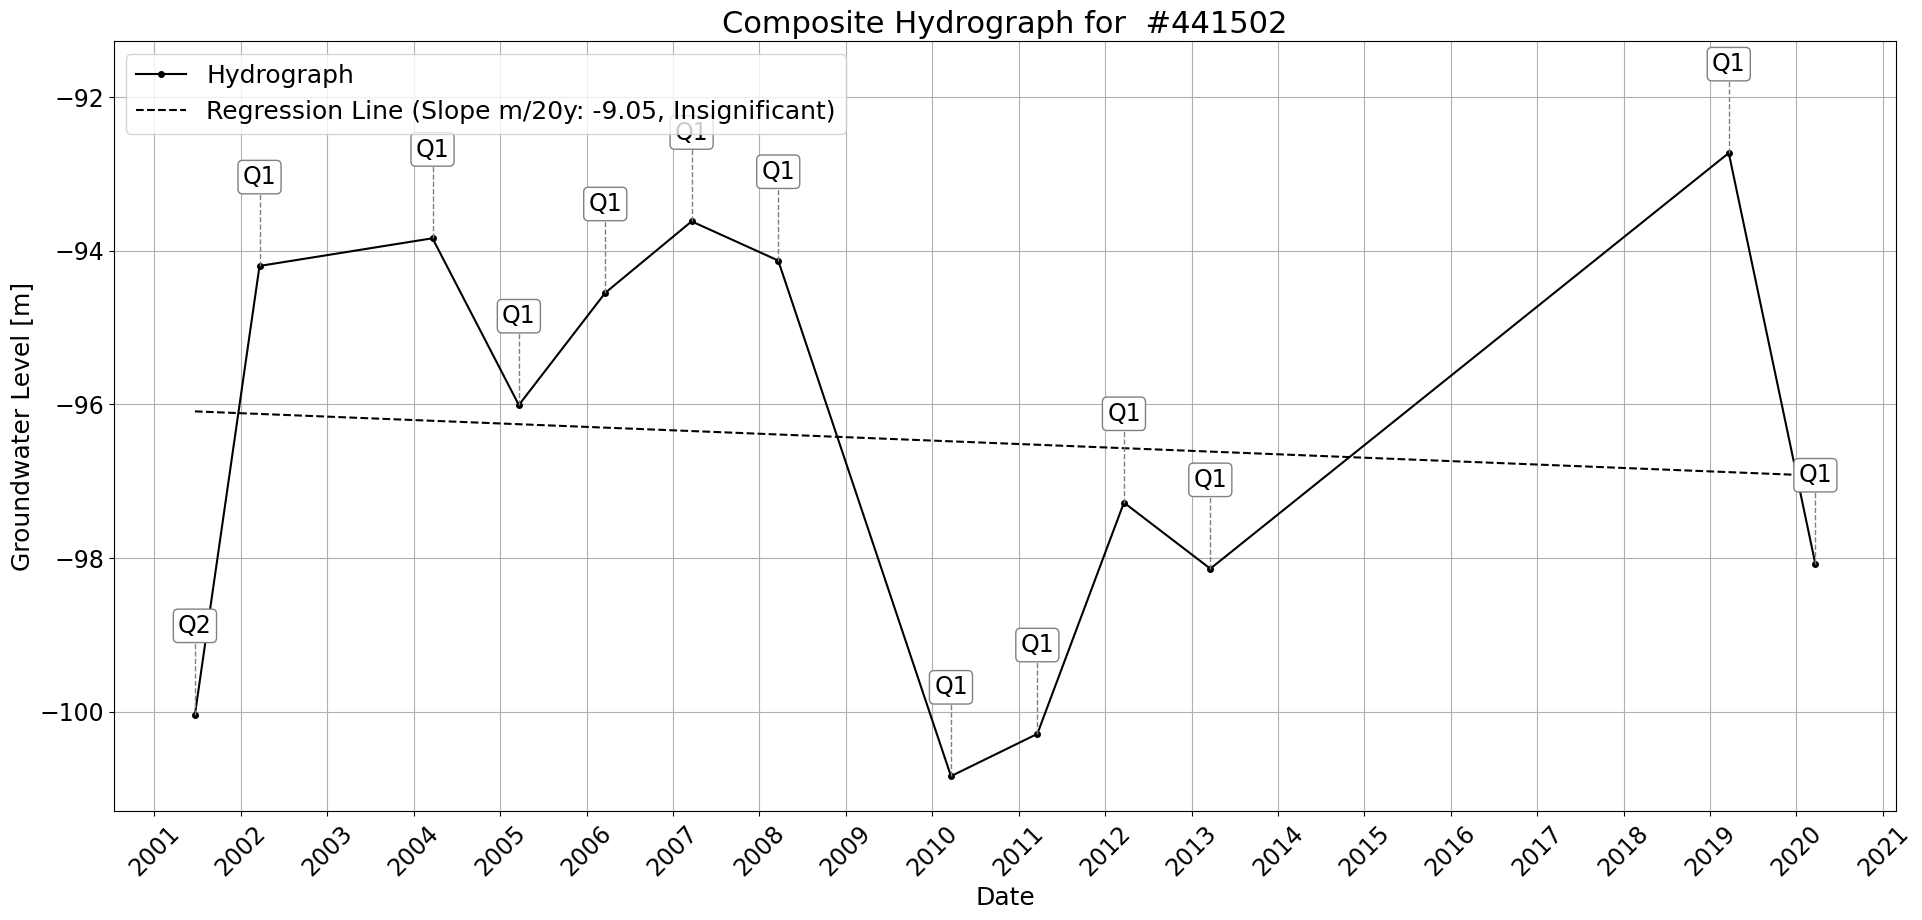 Composite Hydrograph for  #441502
Hydrograph
Regression Line (Slope m/20y: -9.05, Insignificant)
Groundwater Level [m]
−92
−94
−96
−98
−100
Q2
Q1
Q1
Q1
Q1
Q1
Q1
Q1
Q1
Q1
Q1
Q1
Q1
2001
2002
2003
2004
2005
2006
2007
2008
2009
2010
2011
2012
2013
2014
2015
2016
2017
2018
2019
2020
2021
Date